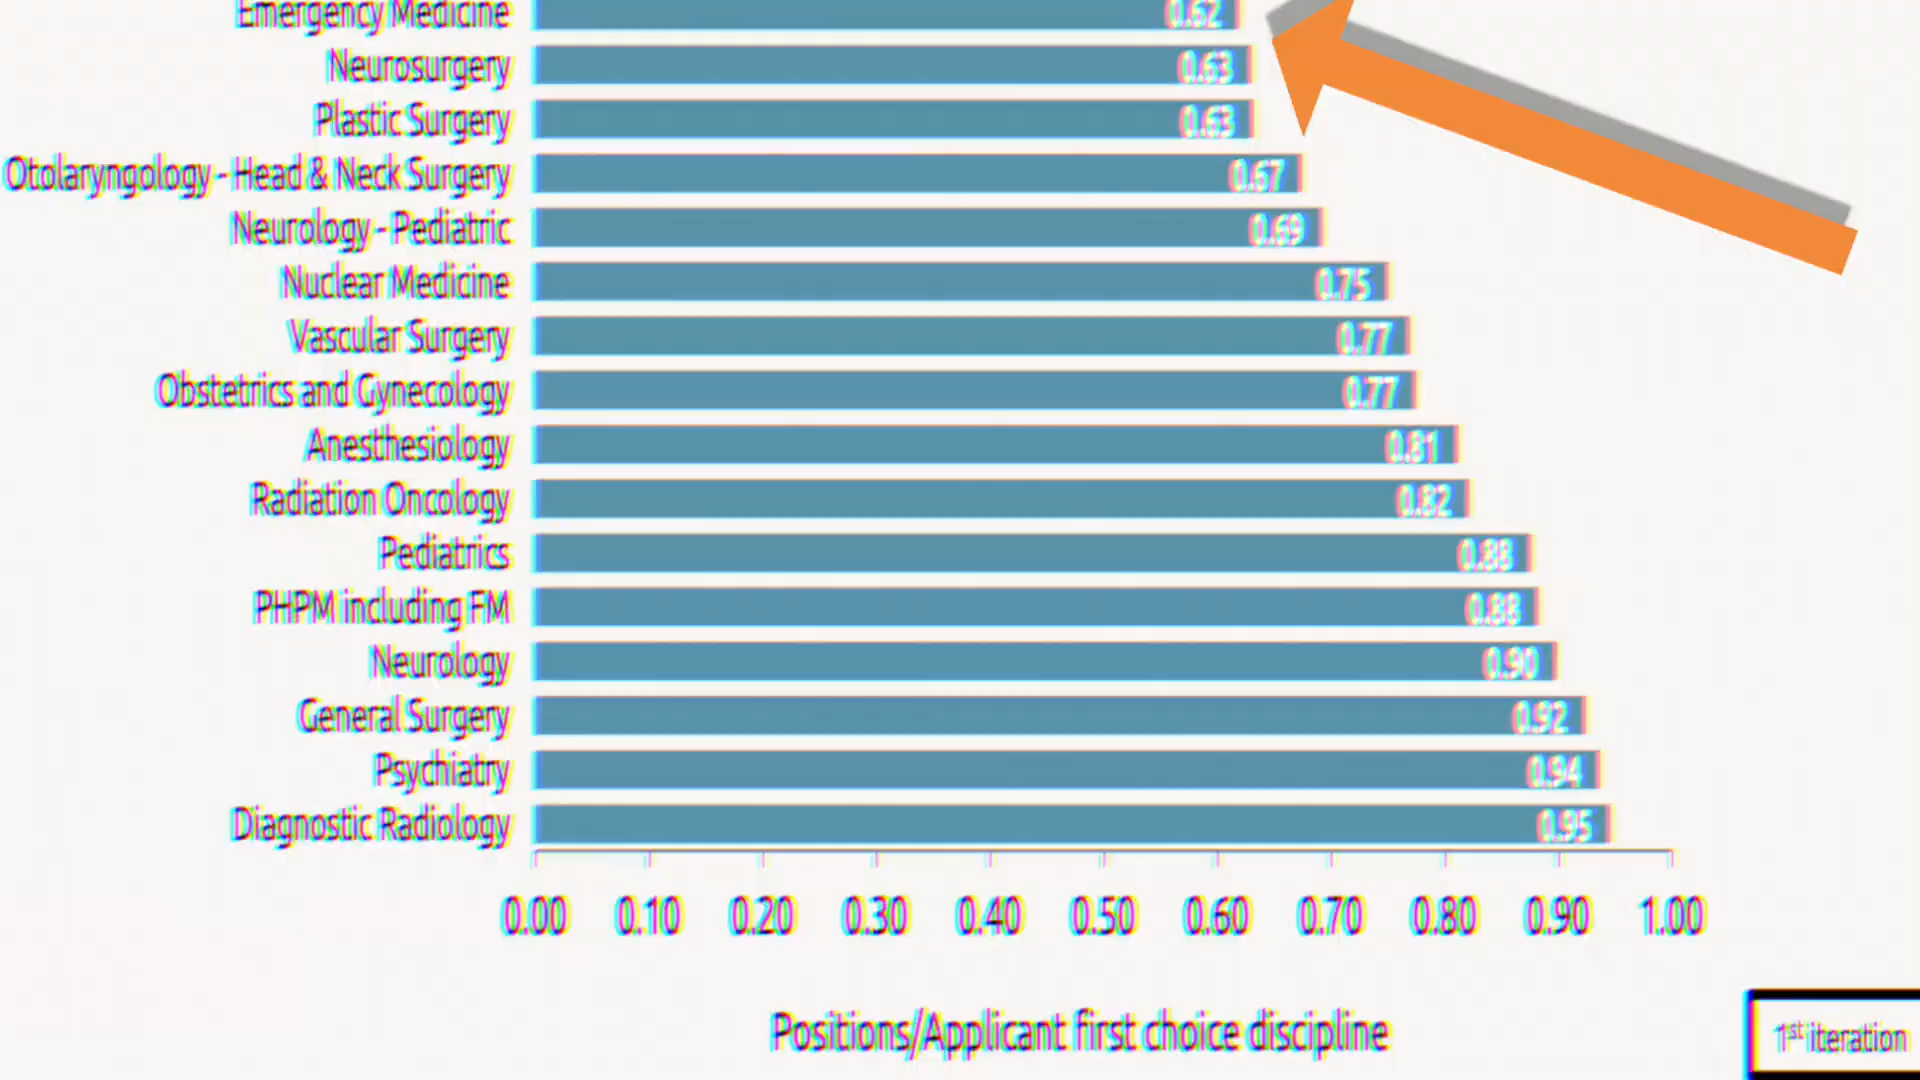 Emergency Medicine 0.62
Neurosurgery 0.63
Plastic Surgery 0.63
Otolaryngology - Head & Neck Surgery 0.67
Neurology - Pediatric 0.69
Nuclear Medicine 0.75
Vascular Surgery 0.77
Obstetrics and Gynecology 0.77
Anesthesiology 0.81
Radiation Oncology 0.82
Pediatrics 0.88
PHPM including FM 0.88
Neurology 0.90
General Surgery 0.92
Psychiatry 0.94
Diagnostic Radiology 0.95
0.00 0.10 0.20 0.30 0.40 0.50 0.60 0.70 0.80 0.90 1.00
Positions/Applicant first choice discipline
1st iteration